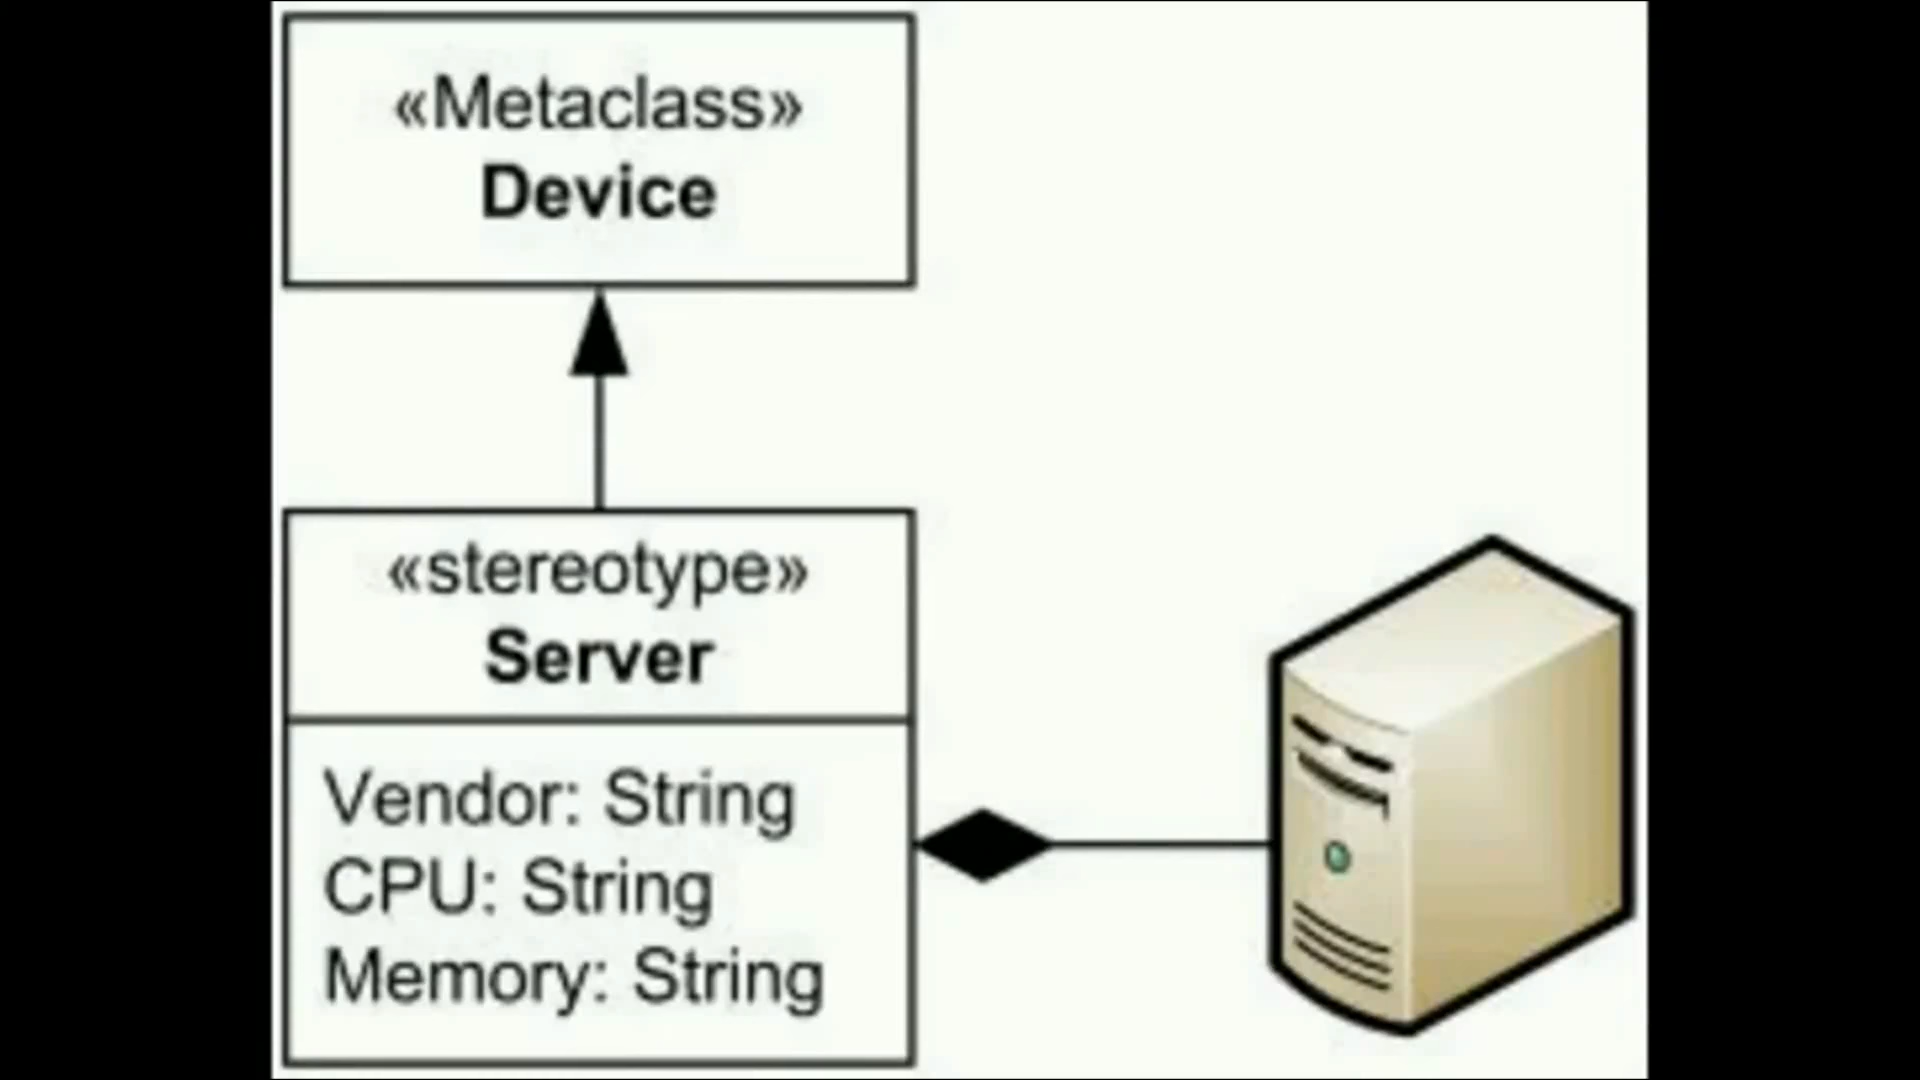 «Metaclass»
Device
«stereotype»
Server
Vendor: String
CPU: String
Memory: String